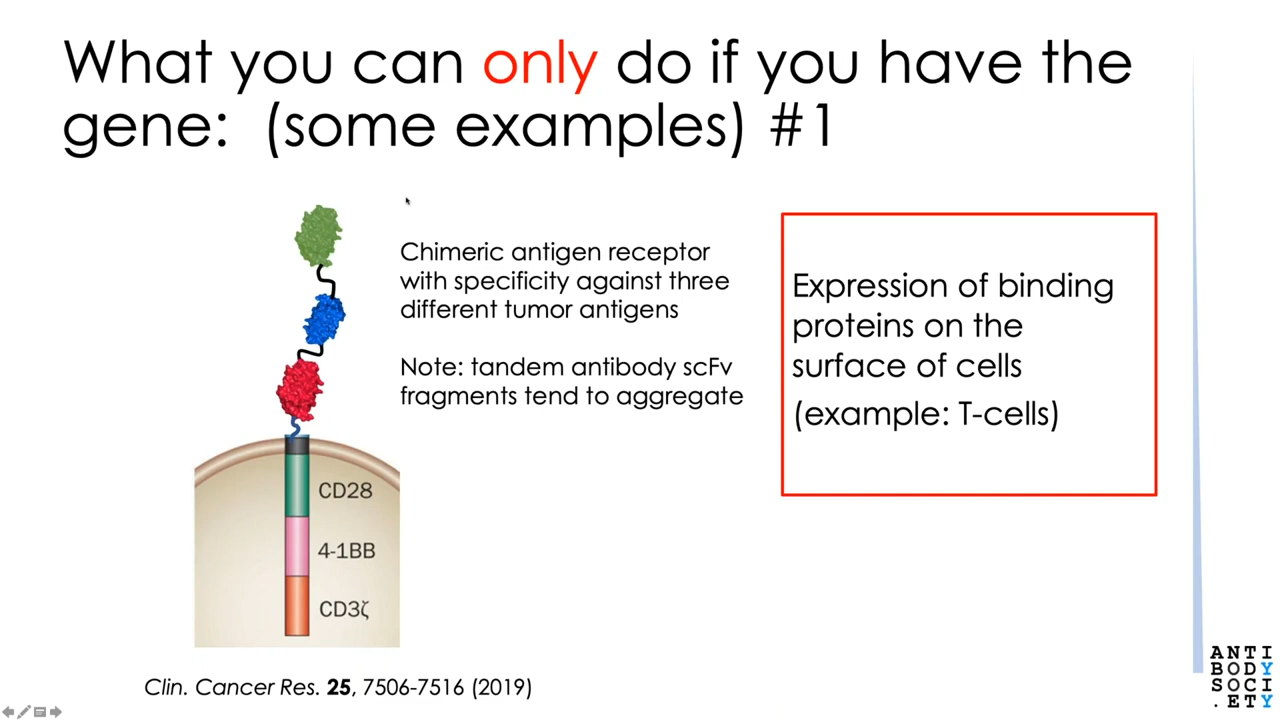 What you can only do if you have the
gene: (some examples) #1
Chimeric antigen receptor
with specificity against three
different tumor antigens
Note: tandem antibody scFv
fragments tend to aggregate
Expression of binding
proteins on the
surface of cells
(example: T-cells)
CD28
4-1BB
CD3ζ
Clin. Cancer Res. 25, 7506-7516 (2019)
ANTI
BODY
SOCI
.ETY